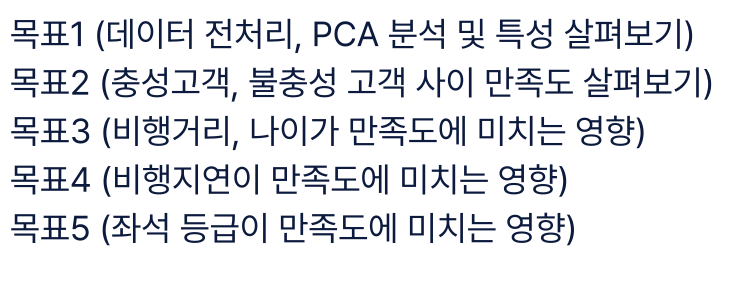 목표1 (데이터 전처리, PCA 분석 및 특성 살펴보기)
목표2 (충성고객, 불충성 고객 사이 만족도 살펴보기)
목표3 (비행거리, 나이가 만족도에 미치는 영향)
목표4 (비행지연이 만족도에 미치는 영향)
목표5 (좌석 등급이 만족도에 미치는 영향)